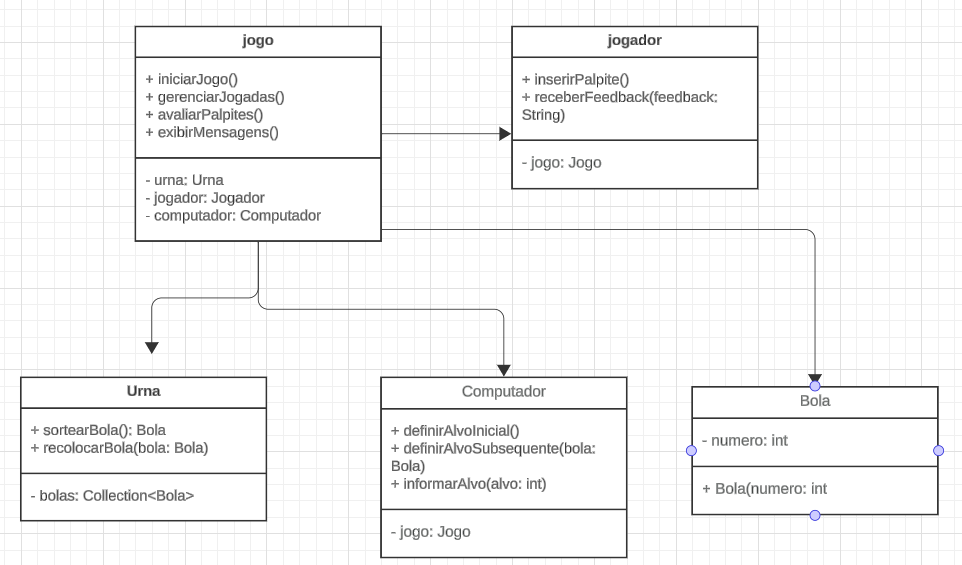 jogo
+ iniciarJogo()
+ gerenciarJogadas()
+ avaliarPalpites()
+ exibirMensagens()
- urna: Urna
- jogador: Jogador
- computador: Computador
jogador
+ inserirPalpite()
+ receberFeedback(feedback:
String)
- jogo: Jogo
Urna
+ sortearBola(): Bola
+ recolocarBola(bola: Bola)
- bolas: Collection<Bola>
Computador
+ definirAlvoInicial()
+ definirAlvoSubsequente(bola:
Bola)
+ informarAlvo(alvo: int)
- jogo: Jogo
Bola
- numero: int
+ Bola(numero: int